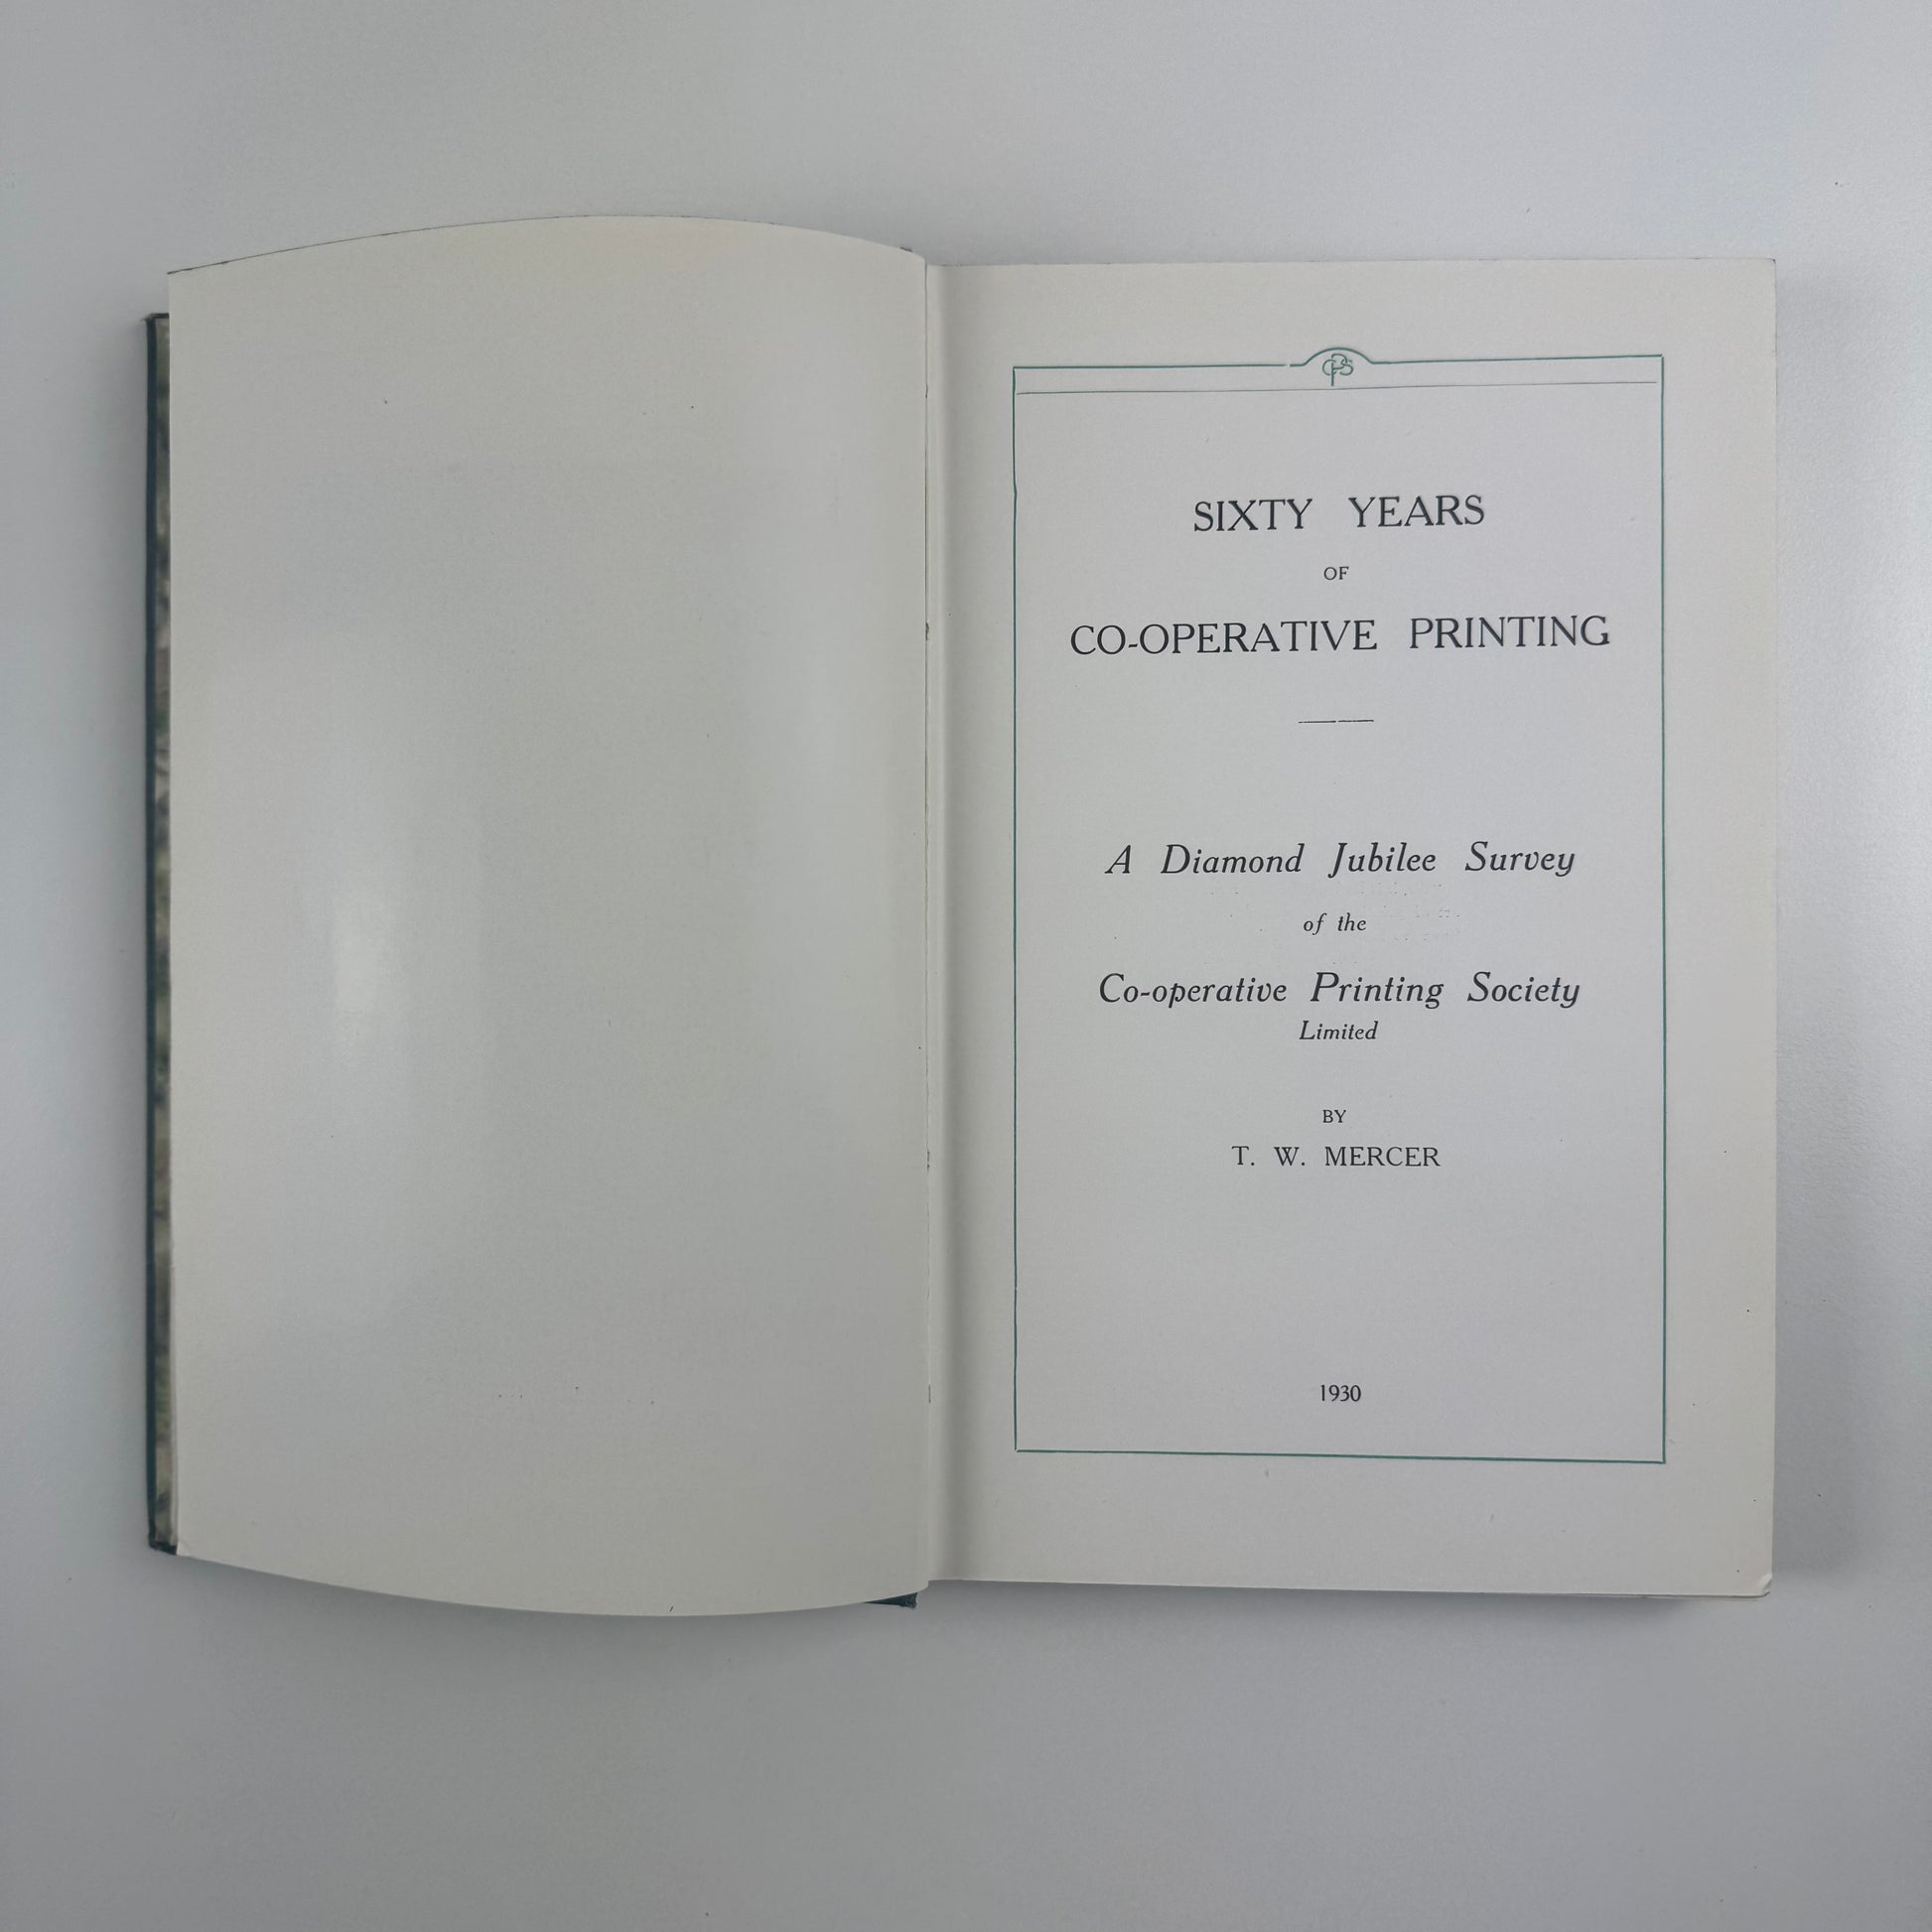 CPS
SIXTY YEARS
OF
CO-OPERATIVE PRINTING
A Diamond Jubilee Survey
of the
Co-operative Printing Society
Limited
BY
T. W. MERCER
1930